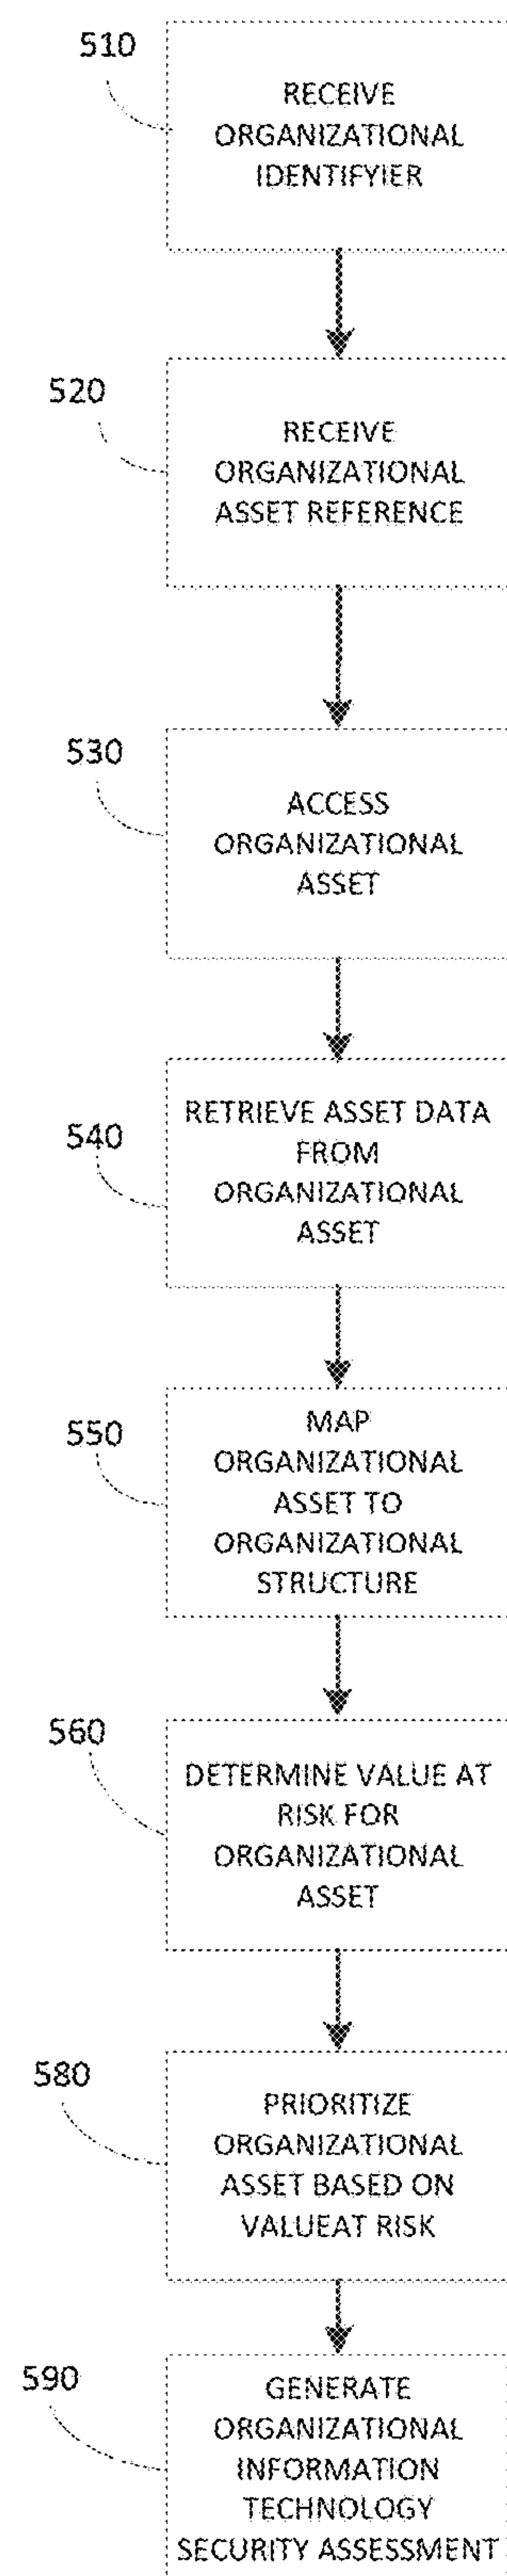 510
RECEIVE
ORGANIZATIONAL
IDENTIFYIER
520
RECEIVE
ORGANIZATIONAL
ASSET REFERENCE
530
ACCESS
ORGANIZATIONAL
ASSET
540
RETRIEVE ASSET DATA
FROM
ORGANIZATIONAL
ASSET
550
MAP
ORGANIZATIONAL
ASSET TO
ORGANIZATIONAL
STRUCTURE
560
DETERMINE VALUE AT
RISK FOR
ORGANIZATIONAL
ASSET
580
PRIORITIZE
ORGANIZATIONAL
ASSET BASED ON
VALUEAT RISK
590
GENERATE
ORGANIZATIONAL
INFORMATION
TECHNOLOGY
SECURITY ASSESSMENT